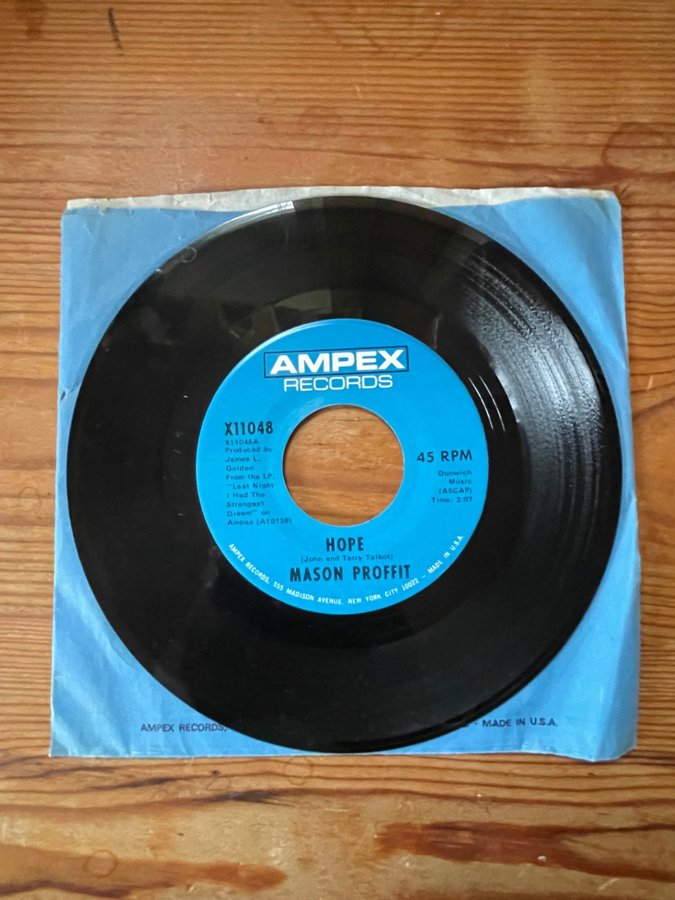 AMPEX
RECORDS
X11048
X11048A
Produced by
James L.
Golden
From the LP,
"Last Night
I Had The
Strangest
Dream" on
Ampex (A10138)
45 RPM
Dunwich
Music
(ASCAP)
Time: 3:07
HOPE
(John and Terry Talbot)
MASON PROFFIT
AMPEX RECORDS, 555 MADISON AVENUE, NEW YORK CITY 10022 - MADE IN U.S.A.
AMPEX RECORDS, - MADE IN U.S.A.